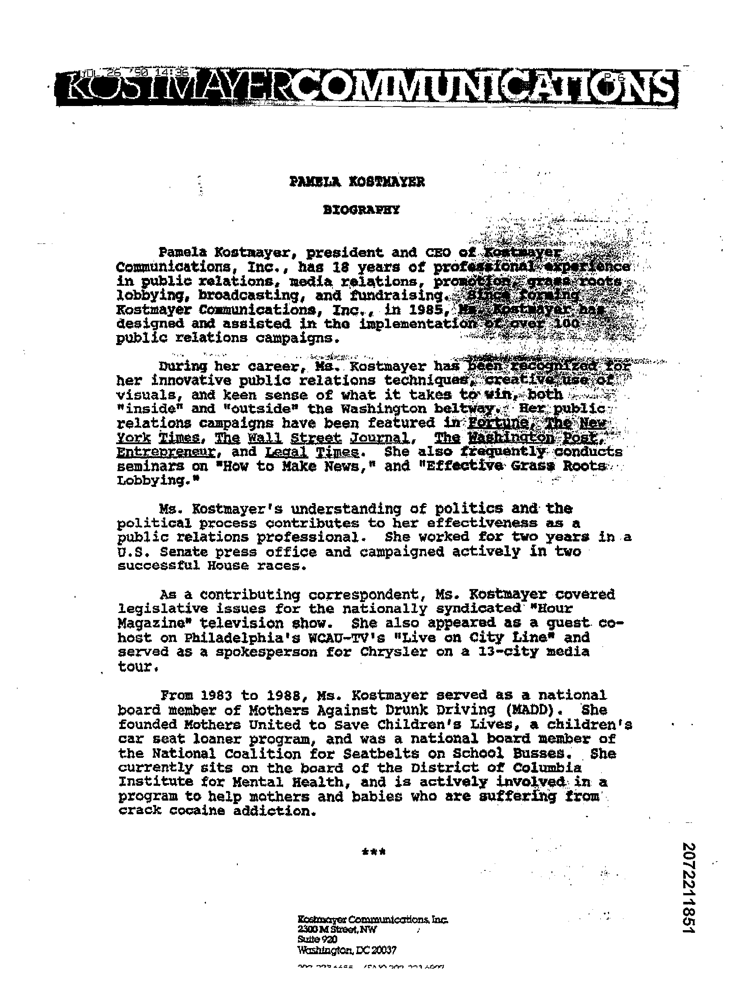 JUL 26 '90 14:36 P.6
KOSTMAYERCOMMUNICATIONS
PAMELA KOSTMAYER
BIOGRAPHY
Pamela Kostmayer, president and CEO of Kostmayer
Communications, Inc., has 18 years of professional experience
in public relations, media relations, promotion, grass roots
lobbying, broadcasting, and fundraising. Since forming
Kostmayer Communications, Inc., in 1985, Ms. Kostmayer has
designed and assisted in the implementation of over 100
public relations campaigns.
During her career, Ms. Kostmayer has been recognized for
her innovative public relations techniques, creative use of
visuals, and keen sense of what it takes to win, both
"inside" and "outside" the Washington beltway. Her public
relations campaigns have been featured in Fortune, The New
York Times, The Wall Street Journal, The Washington Post,
Entrepreneur, and Legal Times. She also frequently conducts
seminars on "How to Make News," and "Effective Grass Roots
Lobbying."
Ms. Kostmayer's understanding of politics and the
political process contributes to her effectiveness as a
public relations professional. She worked for two years in a
U.S. Senate press office and campaigned actively in two
successful House races.
As a contributing correspondent, Ms. Kostmayer covered
legislative issues for the nationally syndicated "Hour
Magazine" television show. She also appeared as a guest co-
host on Philadelphia's WCAU-TV's "Live on City Line" and
served as a spokesperson for Chrysler on a 13-city media
tour.
From 1983 to 1988, Ms. Kostmayer served as a national
board member of Mothers Against Drunk Driving (MADD). She
founded Mothers United to Save Children's Lives, a children's
car seat loaner program, and was a national board member of
the National Coalition for Seatbelts on School Busses. She
currently sits on the board of the District of Columbia
Institute for Mental Health, and is actively involved in a
program to help mothers and babies who are suffering from
crack cocaine addiction.
***
2072211851
Kostmayer Communications, Inc.
2300 M Street, NW
Suite 920
Washington, DC 20037